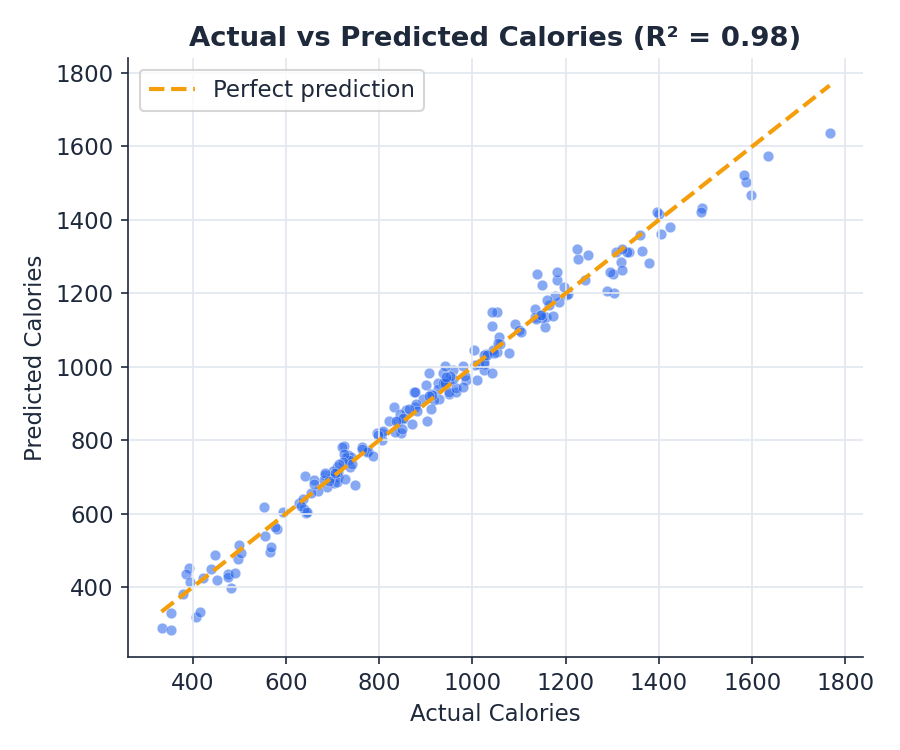 Actual vs Predicted Calories (R² = 0.98)
Perfect prediction
Predicted Calories
1800
1600
1400
1200
1000
800
600
400
400 600 800 1000 1200 1400 1600 1800
Actual Calories